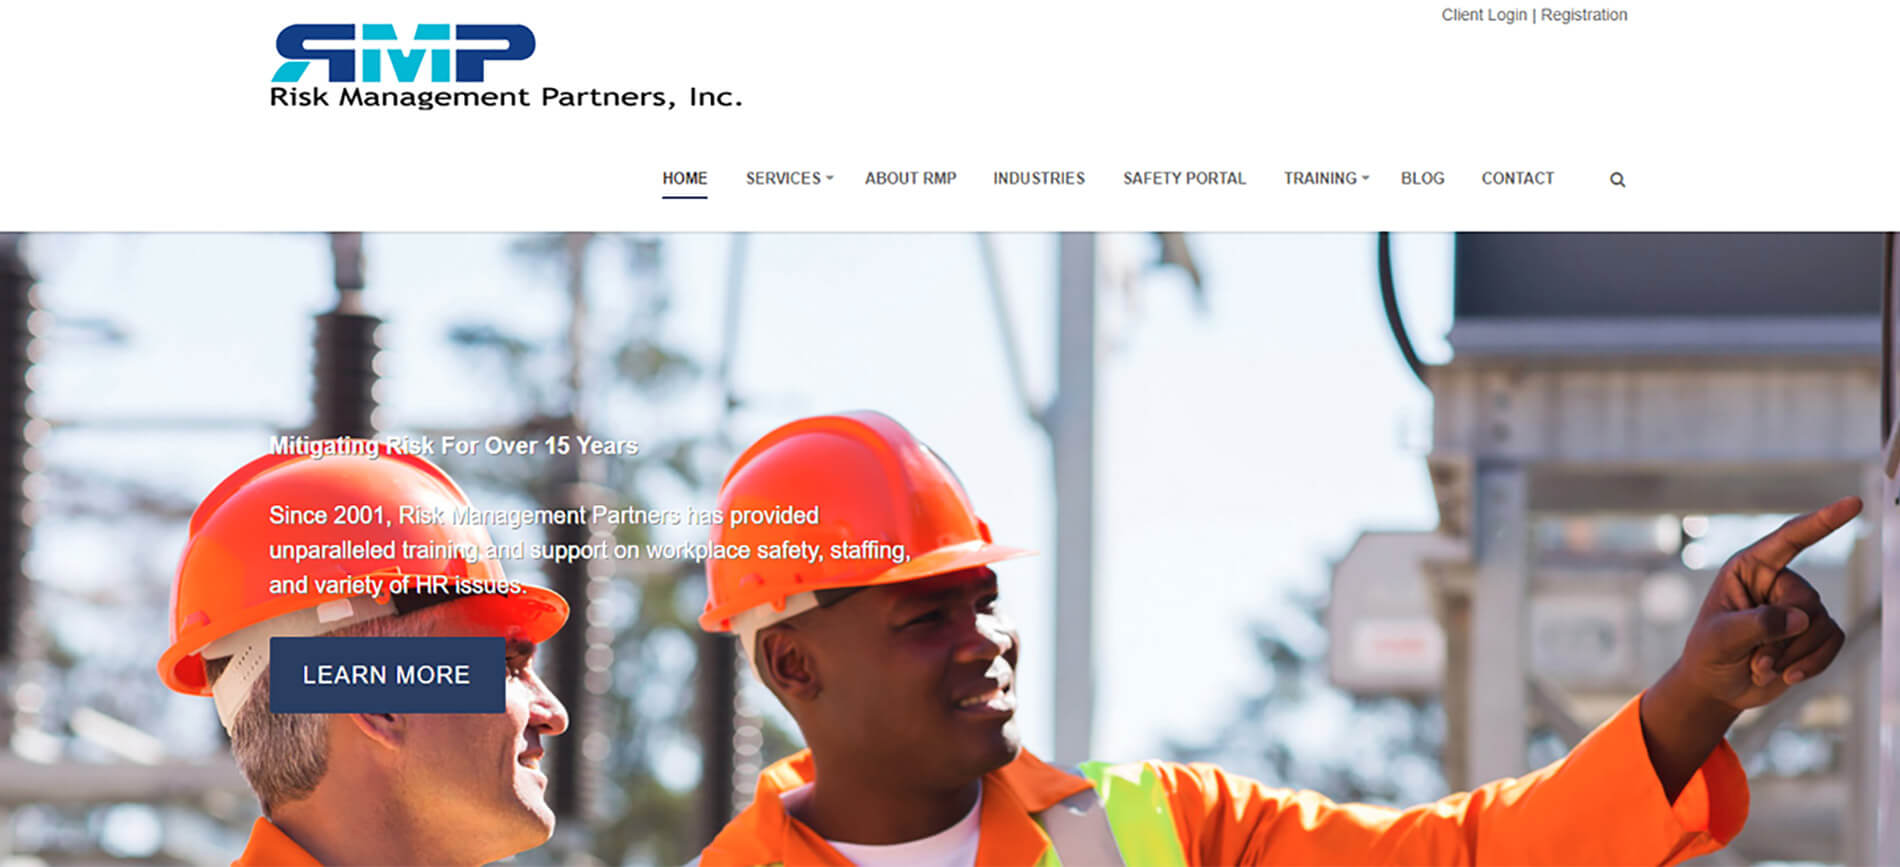 Client Login | Registration
RMP
Risk Management Partners, Inc.
HOME SERVICES ABOUT RMP INDUSTRIES SAFETY PORTAL TRAINING BLOG CONTACT
Mitigating Risk For Over 15 Years
Since 2001, Risk Management Partners has provided
unparalleled training and support on workplace safety, staffing,
and variety of HR issues.
LEARN MORE